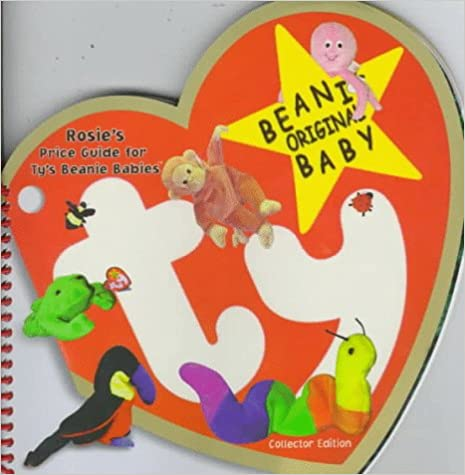 Rosie's
Price Guide for
Ty's Beanie Babies
BEANIE
ORIGINAL
BABY
ty
Collector Edition